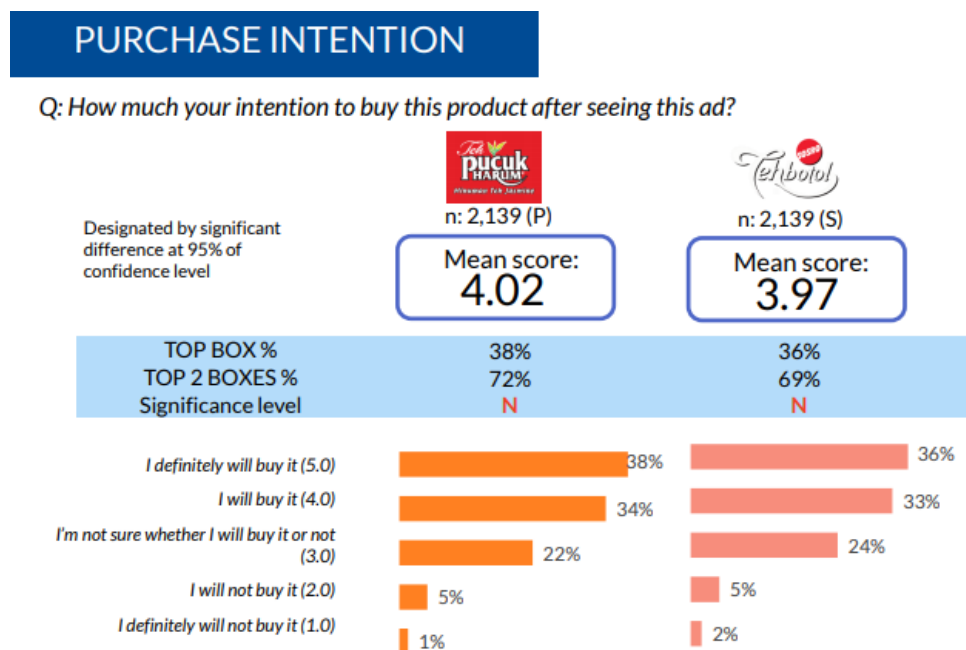 PURCHASE INTENTION
Q: How much your intention to buy this product after seeing this ad?
Teh
pucuk
HARUM
Minuman Teh Jasmine
SOSRO
Tehbotol
n: 2,139 (P)
n: 2,139 (S)
Designated by significant
difference at 95% of
confidence level
Mean score:
4.02
Mean score:
3.97
TOP BOX % 38% 36%
TOP 2 BOXES % 72% 69%
Significance level N N
I definitely will buy it (5.0) 38% 36%
I will buy it (4.0) 34% 33%
I'm not sure whether I will buy it or not
(3.0) 22% 24%
I will not buy it (2.0) 5% 5%
I definitely will not buy it (1.0) 1% 2%